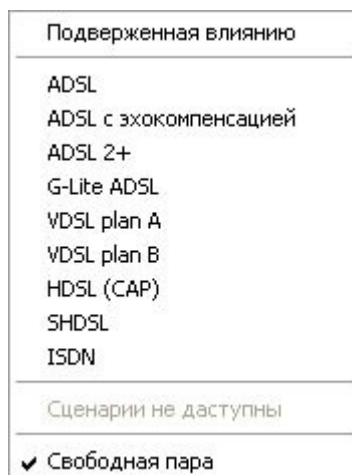 Подверженная влиянию
ADSL
ADSL с эхокомпенсацией
ADSL 2+
G-Lite ADSL
VDSL plan A
VDSL plan B
HDSL (CAP)
SHDSL
ISDN
Сценарии не даступны
Свободная пара